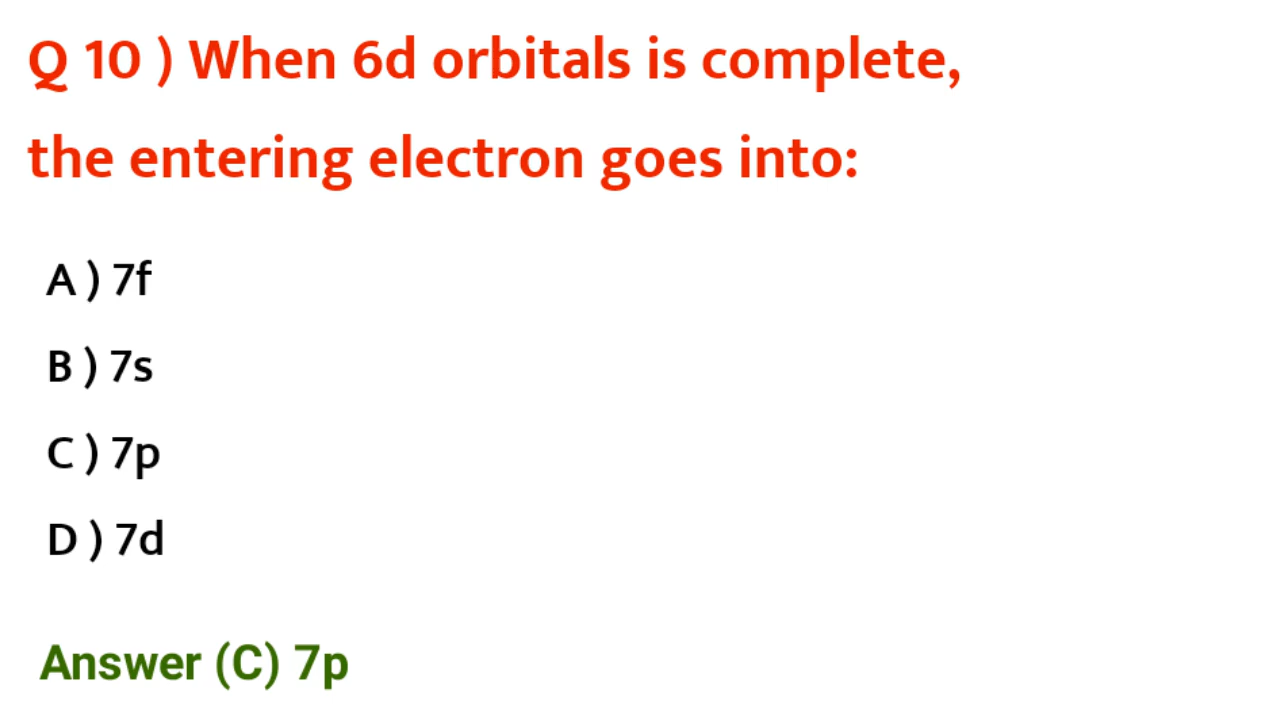 Q 10 ) When 6d orbitals is complete,
the entering electron goes into:
A ) 7f
B ) 7s
C ) 7p
D ) 7d
Answer (C) 7p